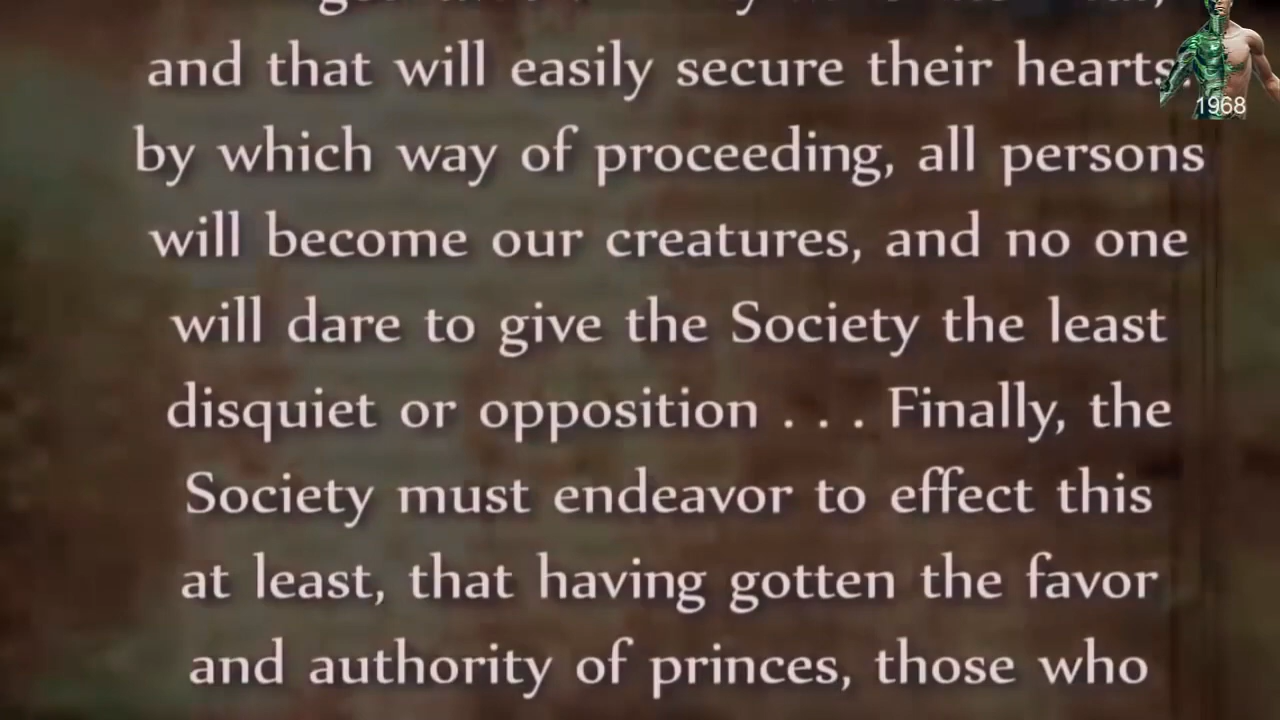 and that will easily secure their hearts.
by which way of proceeding, all persons
will become our creatures, and no one
will dare to give the Society the least
disquiet or opposition . . . Finally, the
Society must endeavor to effect this
at least, that having gotten the favor
and authority of princes, those who
1968